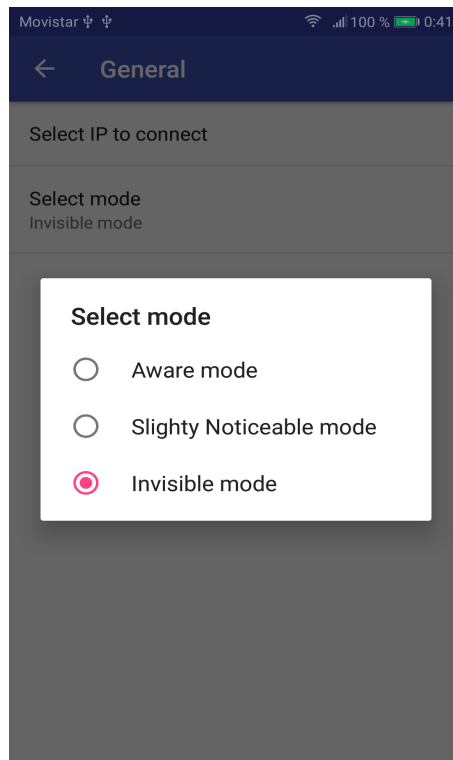 Movistar 100 % 0:41
General
Select IP to connect
Select mode
Invisible mode
Select mode
Aware mode
Slighty Noticeable mode
Invisible mode